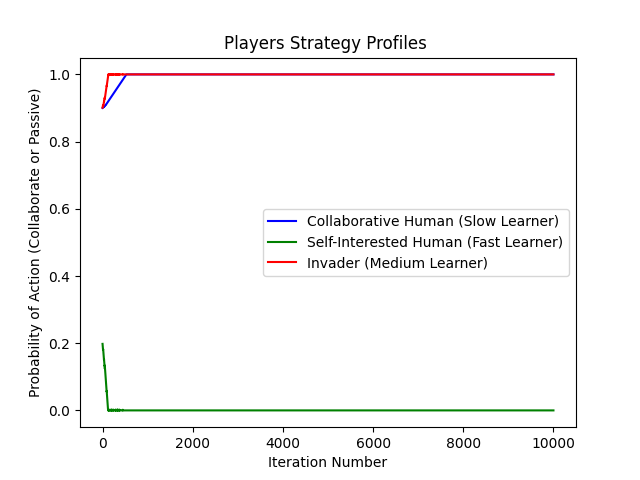 Players Strategy Profiles
Probability of Action (Collaborate or Passive)
1.0
0.8
0.6
0.4
0.2
0.0
Collaborative Human (Slow Learner)
Self-Interested Human (Fast Learner)
Invader (Medium Learner)
0 2000 4000 6000 8000 10000
Iteration Number